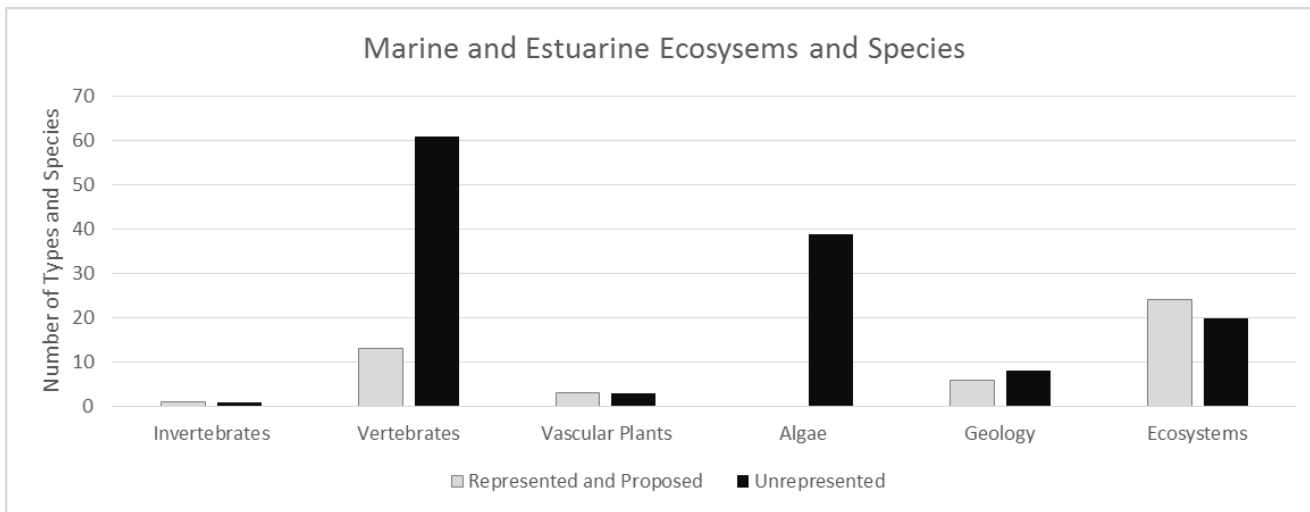 Marine and Estuarine Ecosysems and Species
Number of Types and Species
70
60
50
40
30
20
10
0
Invertebrates Vertebrates Vascular Plants Algae Geology Ecosystems
Represented and Proposed Unrepresented